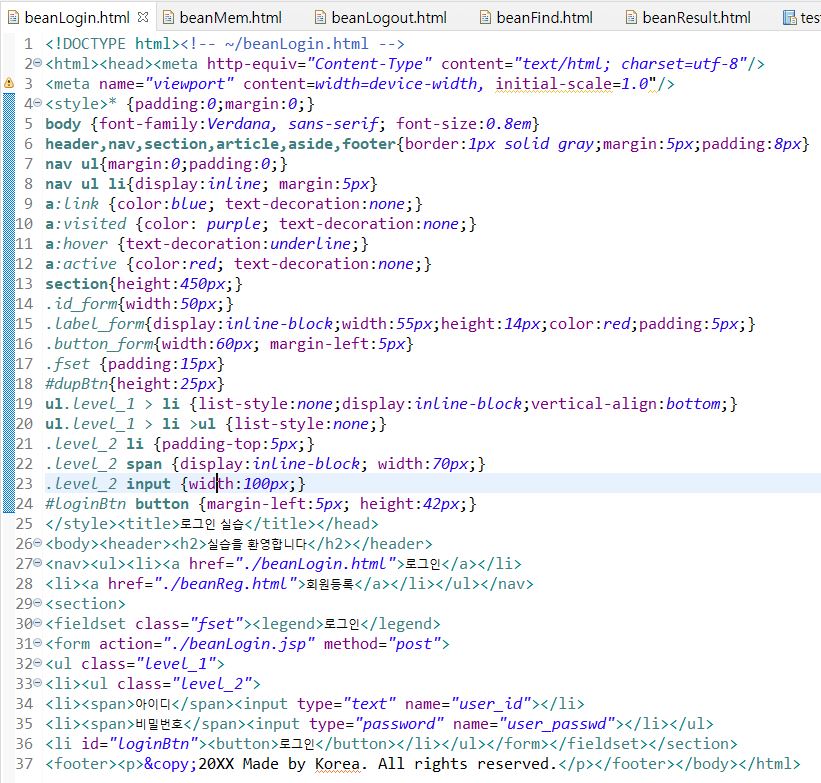 beanLogin.html beanMem.html beanLogout.html beanFind.html beanResult.html
1 <!DOCTYPE html><!-- ~/beanLogin.html -->
2 <html><head><meta http-equiv="Content-Type" content="text/html; charset=utf-8"/>
3 <meta name="viewport" content=width=device-width, initial-scale=1.0"/>
4 <style>* {padding:0;margin:0;}
5 body {font-family:Verdana, sans-serif; font-size:0.8em}
6 header,nav,section,article,aside,footer{border:1px solid gray;margin:5px;padding:8px}
7 nav ul{margin:0;padding:0;}
8 nav ul li{display:inline; margin:5px}
9 a:link {color:blue; text-decoration:none;}
10 a:visited {color: purple; text-decoration:none;}
11 a:hover {text-decoration:underline;}
12 a:active {color:red; text-decoration:none;}
13 section{height:450px;}
14 .id_form{width:50px;}
15 .label_form{display:inline-block;width:55px;height:14px;color:red;padding:5px;}
16 .button_form{width:60px; margin-left:5px}
17 .fset {padding:15px}
18 #dupBtn{height:25px}
19 ul.level_1 > li {list-style:none;display:inline-block;vertical-align:bottom;}
20 ul.level_1 > li >ul {list-style:none;}
21 .level_2 li {padding-top:5px;}
22 .level_2 span {display:inline-block; width:70px;}
23 .level_2 input {width:100px;}
24 #loginBtn button {margin-left:5px; height:42px;}
25 </style><title>로그인 실습</title></head>
26 <body><header><h2>실습을 환영합니다</h2></header>
27 <nav><ul><li><a href="./beanLogin.html">로그인</a></li>
28 <li><a href="./beanReg.html">회원등록</a></li></ul></nav>
29 <section>
30 <fieldset class="fset"><legend>로그인</legend>
31 <form action="./beanLogin.jsp" method="post">
32 <ul class="level_1">
33 <li><ul class="level_2">
34 <li><span>아이디</span><input type="text" name="user_id"></li>
35 <li><span>비밀번호</span><input type="password" name="user_passwd"></li></ul>
36 <li id="loginBtn"><button>로그인</button></li></ul></form></fieldset></section>
37 <footer><p>&copy;20XX Made by Korea. All rights reserved.</p></footer></body></html>